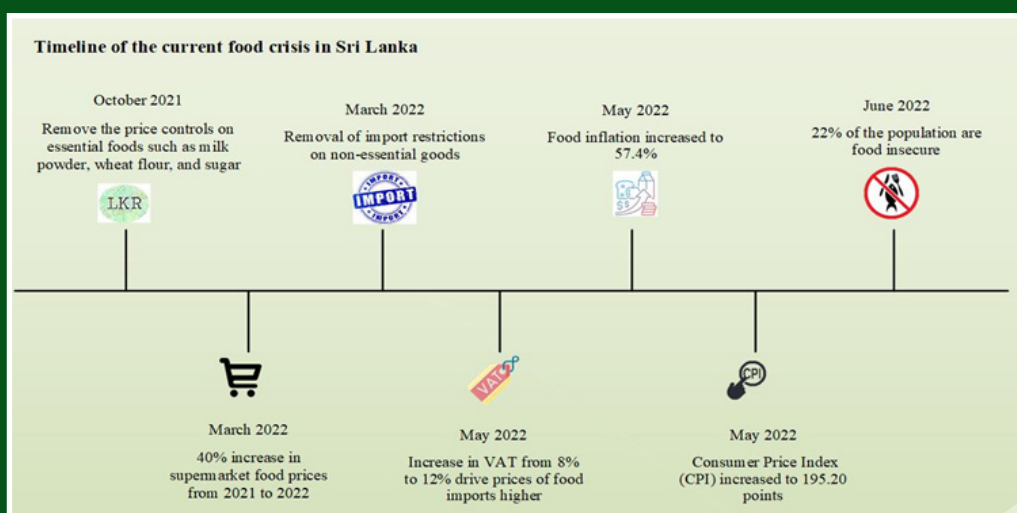 Timeline of the current food crisis in Sri Lanka
October 2021
Remove the price controls on
essential foods such as milk
powder, wheat flour, and sugar
LKR
March 2022
Removal of import restrictions
on non-essential goods
IMPORT
IMPORT
IMPORT
May 2022
Food inflation increased to
57.4%
$$
June 2022
22% of the population are
food insecure
March 2022
40% increase in
supermarket food prices
from 2021 to 2022
VAT
May 2022
Increase in VAT from 8%
to 12% drive prices of food
imports higher
CPI
May 2022
Consumer Price Index
(CPI) increased to 195.20
points